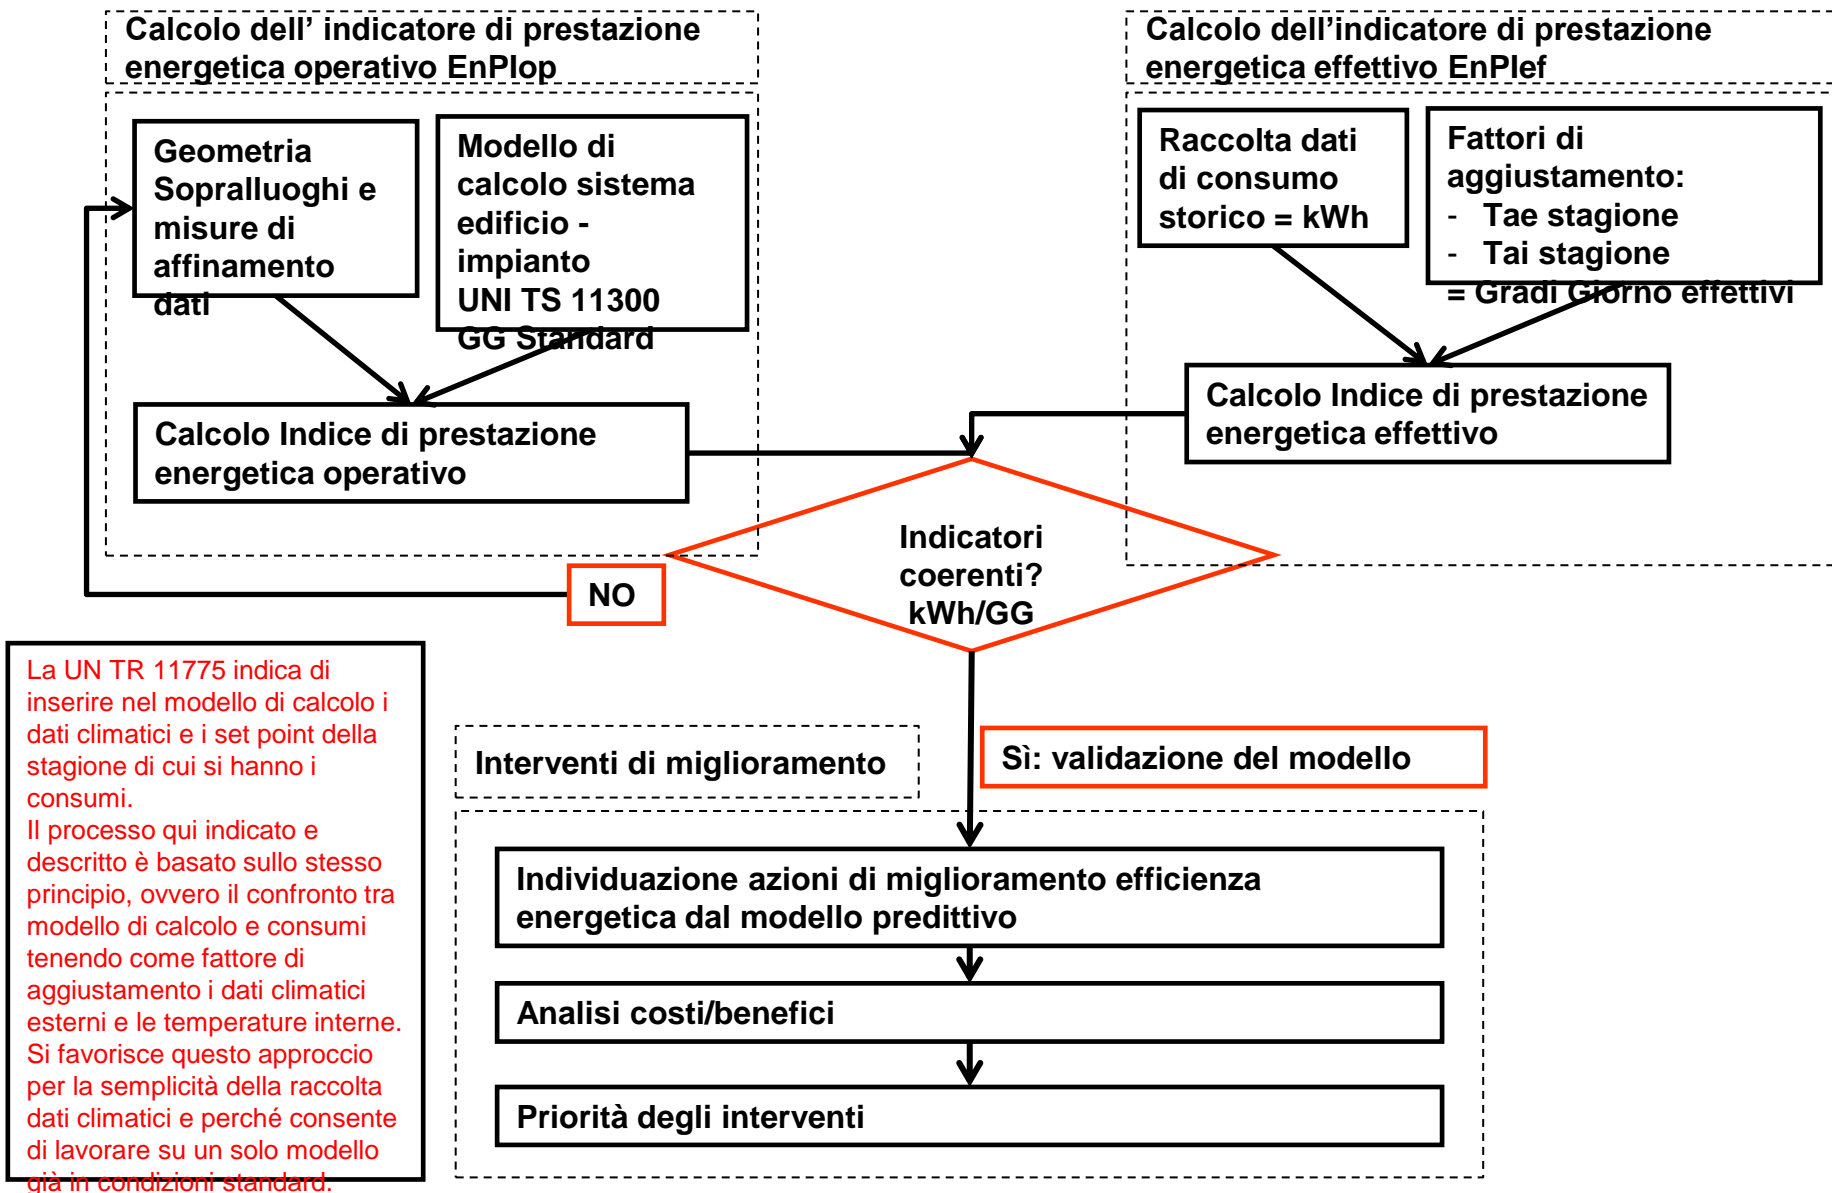 Calcolo dell' indicatore di prestazione
energetica operativo EnPIop
Geometria
Sopralluoghi e
misure di
affinamento
dati
Modello di
calcolo sistema
edificio -
impianto
UNI TS 11300
GG Standard
Calcolo Indice di prestazione
energetica operativo
Calcolo dell'indicatore di prestazione
energetica effettivo EnPIef
Raccolta dati
di consumo
storico = kWh
Fattori di
aggiustamento:
- Tae stagione
- Tai stagione
= Gradi Giorno effettivi
Calcolo Indice di prestazione
energetica effettivo
Indicatori
coerenti?
kWh/GG
NO
La UN TR 11775 indica di
inserire nel modello di calcolo i
dati climatici e i set point della
stagione di cui si hanno i
consumi.
Il processo qui indicato e
descritto è basato sullo stesso
principio, ovvero il confronto tra
modello di calcolo e consumi
tenendo come fattore di
aggiustamento i dati climatici
esterni e le temperature interne.
Si favorisce questo approccio
per la semplicità della raccolta
dati climatici e perché consente
di lavorare su un solo modello
già in condizioni standard.
Interventi di miglioramento
Sì: validazione del modello
Individuazione azioni di miglioramento efficienza
energetica dal modello predittivo
Analisi costi/benefici
Priorità degli interventi